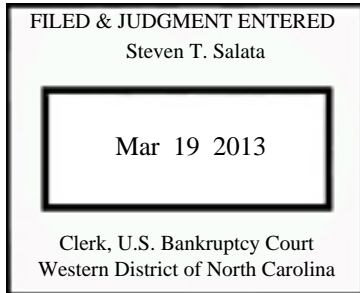 FILED & JUDGMENT ENTERED
Steven T. Salata
Mar 19 2013
Clerk, U.S. Bankruptcy Court
Western District of North Carolina